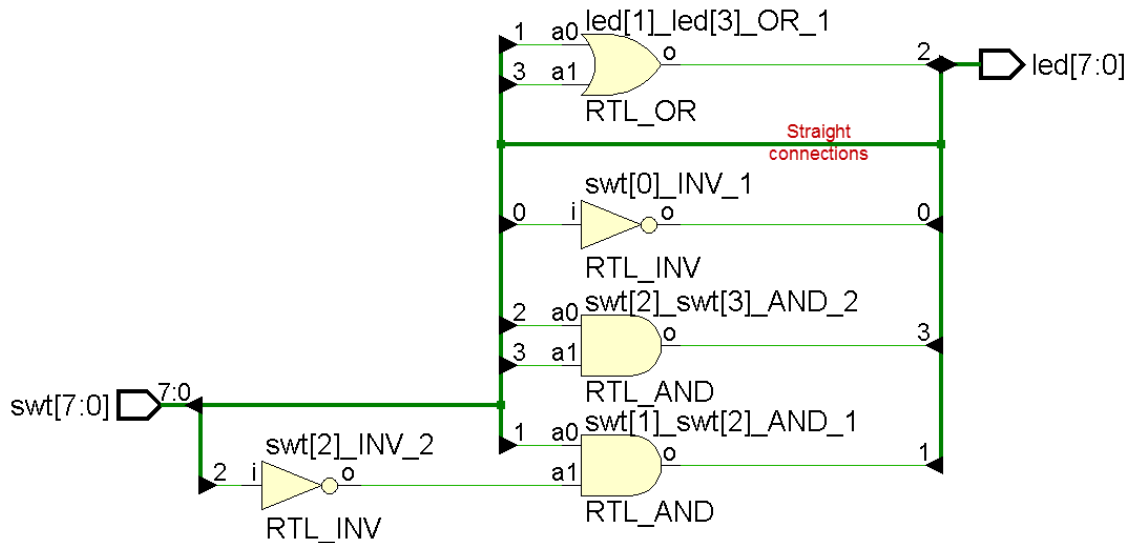 led[1]_led[3]_OR_1
1 a0
o
2
3 a1
led[7:0]
RTL_OR
Straight
connections
swt[0]_INV_1
0 i o 0
RTL_INV
swt[2]_swt[3]_AND_2
2 a0
o 3
3 a1
RTL_AND
swt[7:0] 7:0
swt[1]_swt[2]_AND_1
1 a0
o 1
swt[2]_INV_2
2 i o a1
RTL_AND
RTL_INV